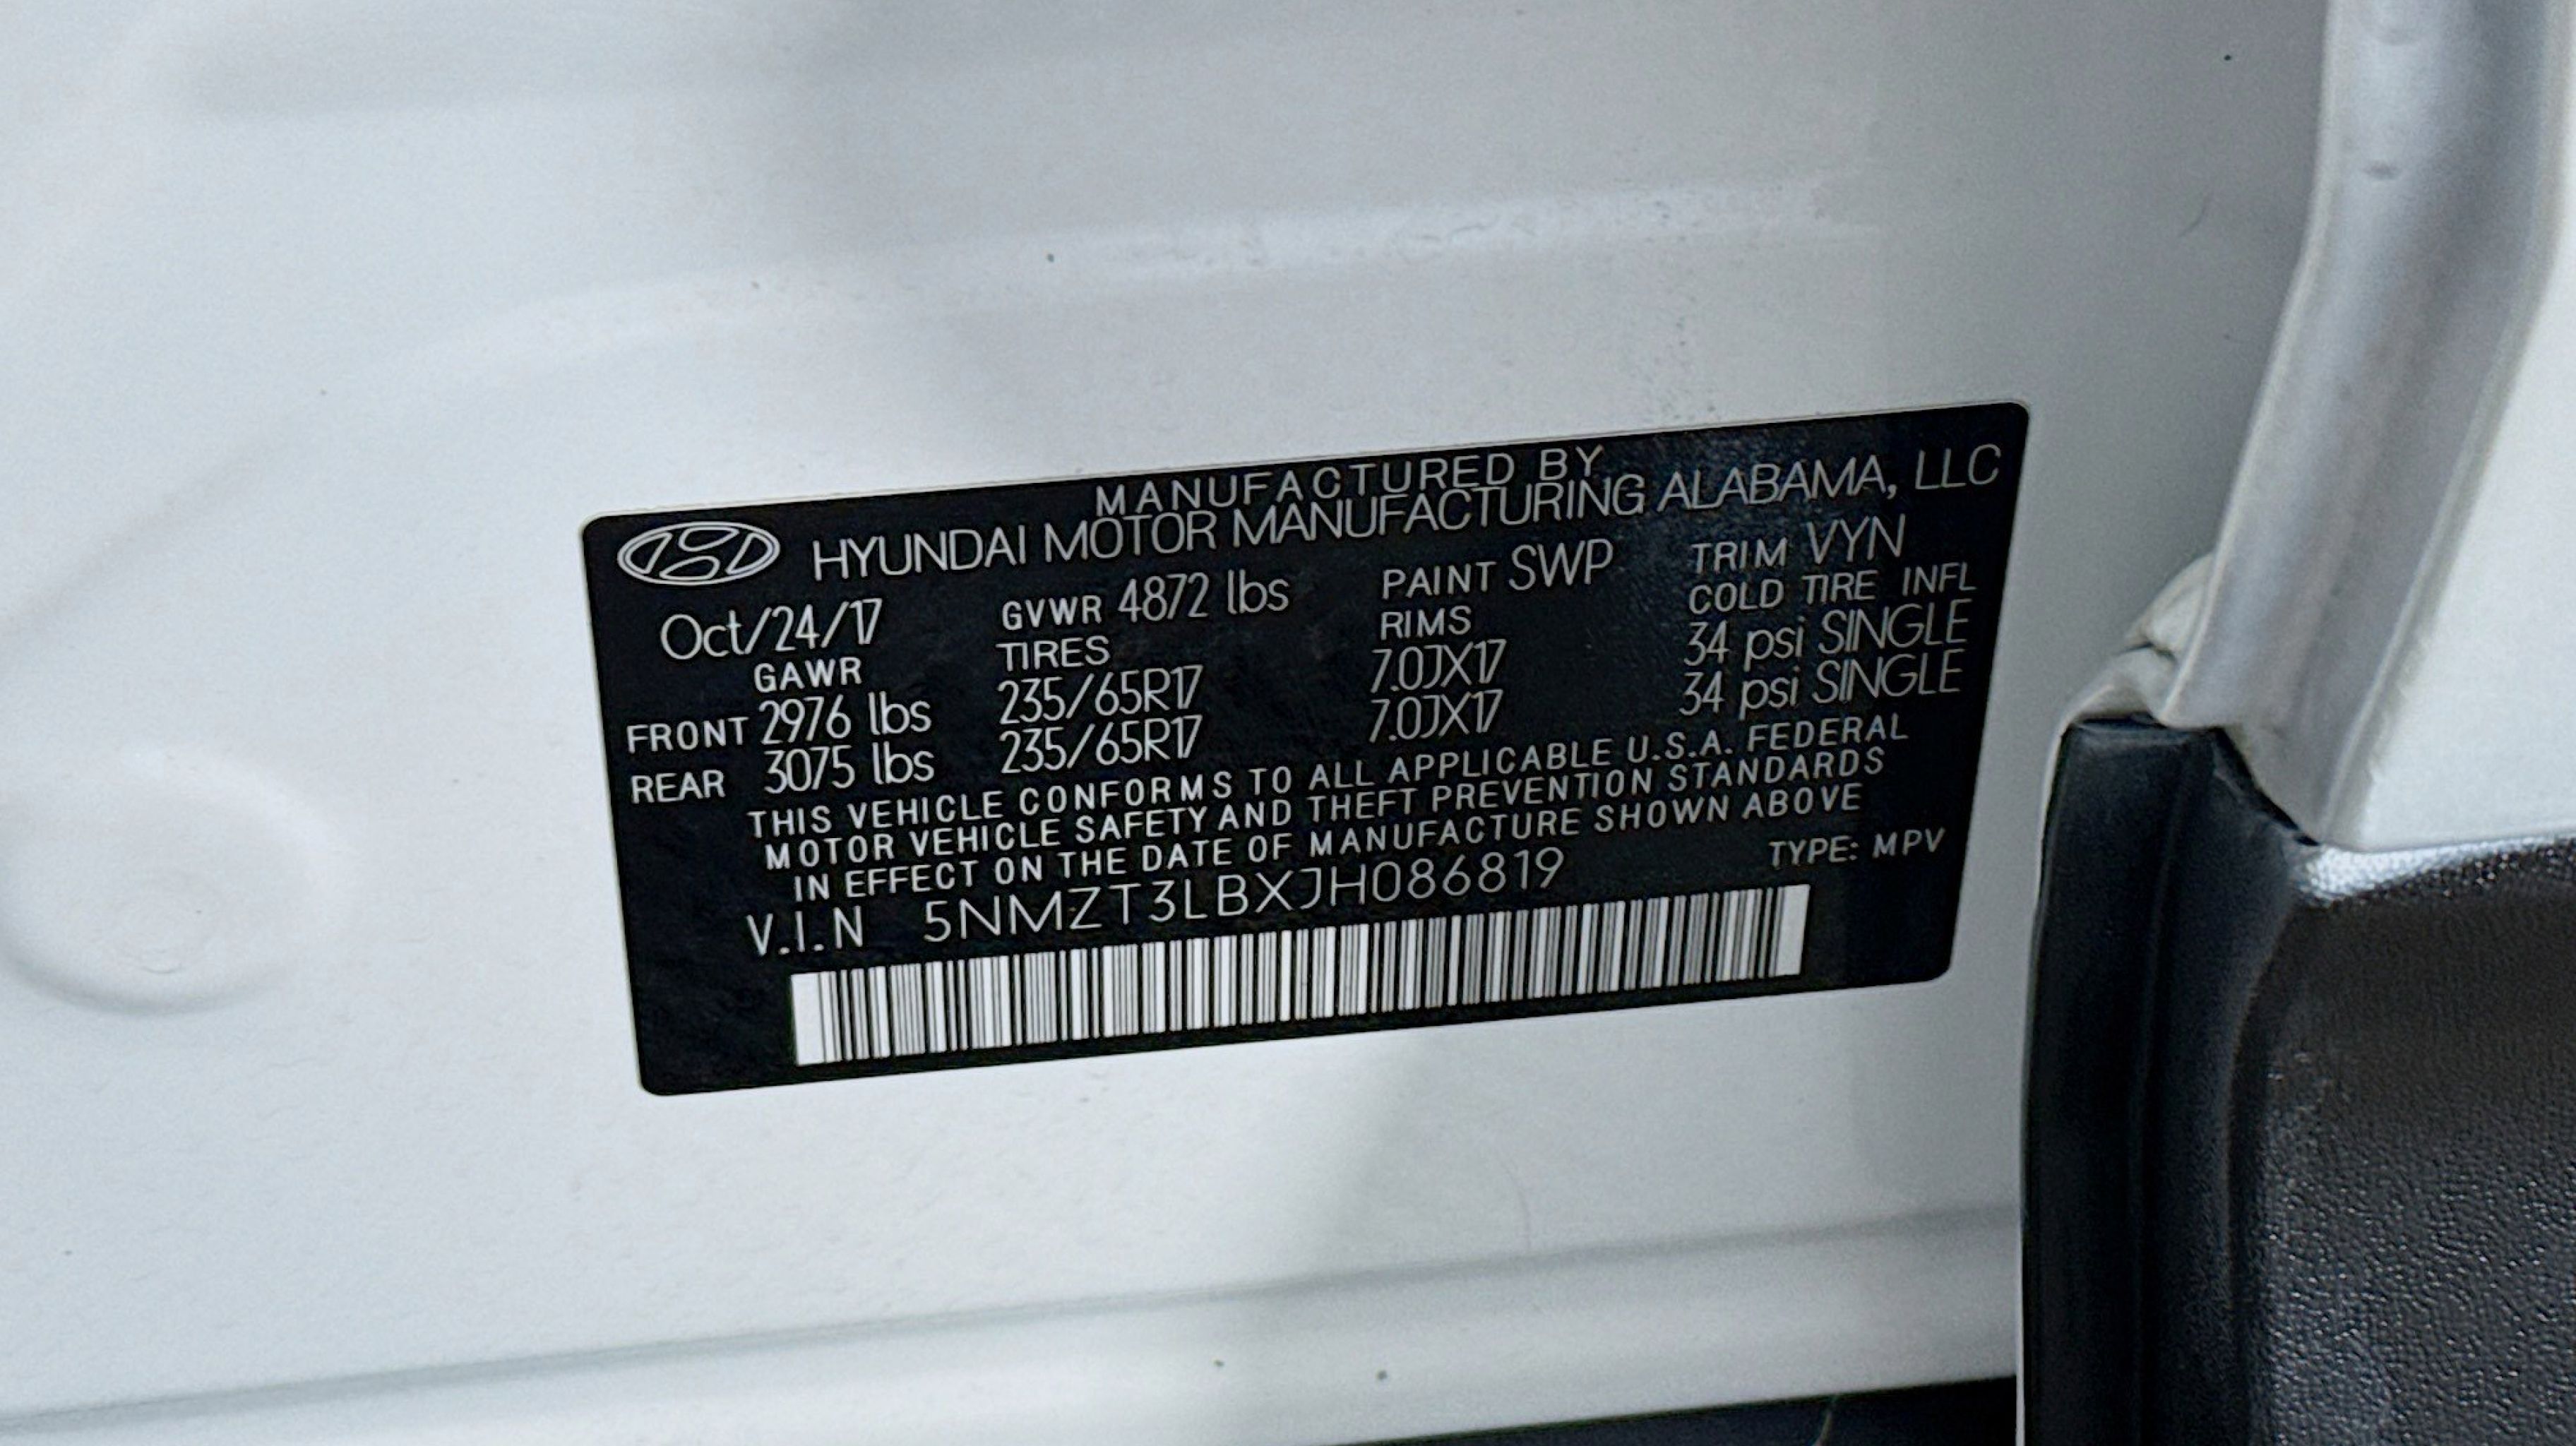 MANUFACTURED BY
HYUNDAI MOTOR MANUFACTURING ALABAMA, LLC
Oct/24/17 GVWR 4872 lbs PAINT SWP TRIM VYN
GAWR TIRES RIMS COLD TIRE INFL
FRONT 2976 lbs 235/65R17 7.0JX17 34 psi SINGLE
REAR 3075 lbs 235/65R17 7.0JX17 34 psi SINGLE
THIS VEHICLE CONFORMS TO ALL APPLICABLE U.S.A. FEDERAL
MOTOR VEHICLE SAFETY AND THEFT PREVENTION STANDARDS
IN EFFECT ON THE DATE OF MANUFACTURE SHOWN ABOVE
V.I.N 5NMZT3LBXJH086819 TYPE: MPV